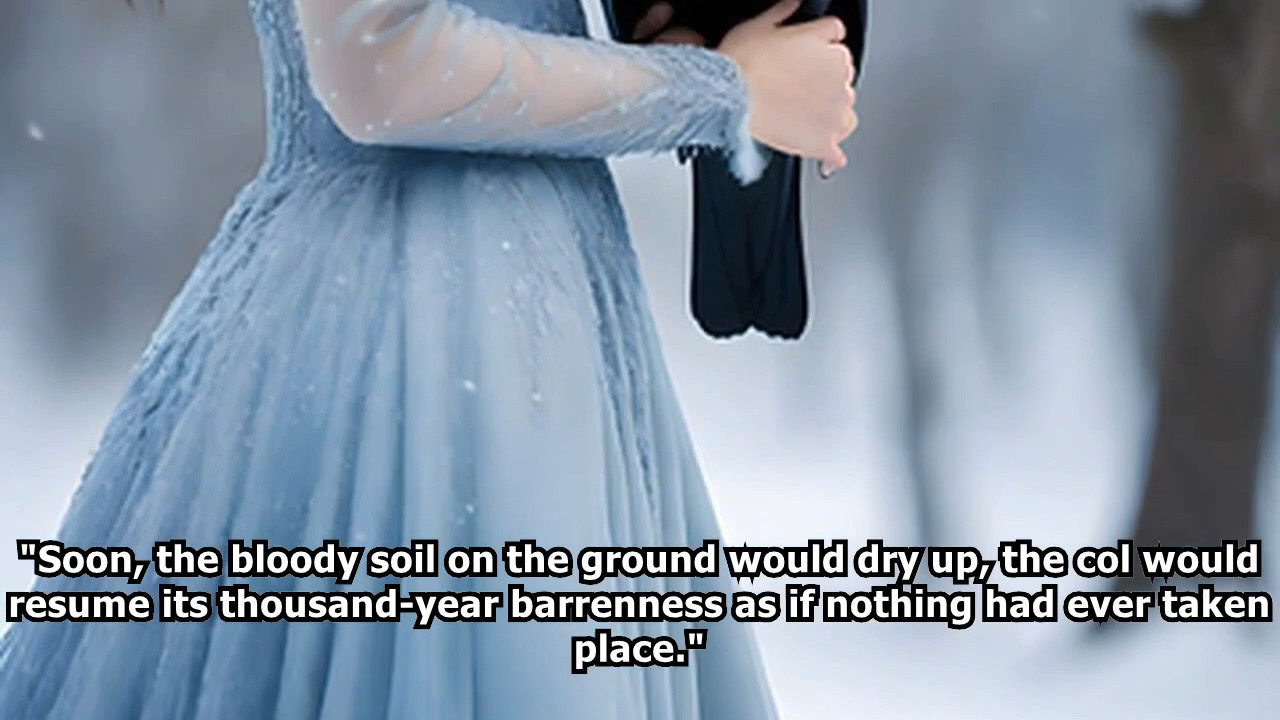 "Soon, the bloody soil on the ground would dry up, the col would
resume its thousand-year barrenness as if nothing had ever taken
place."